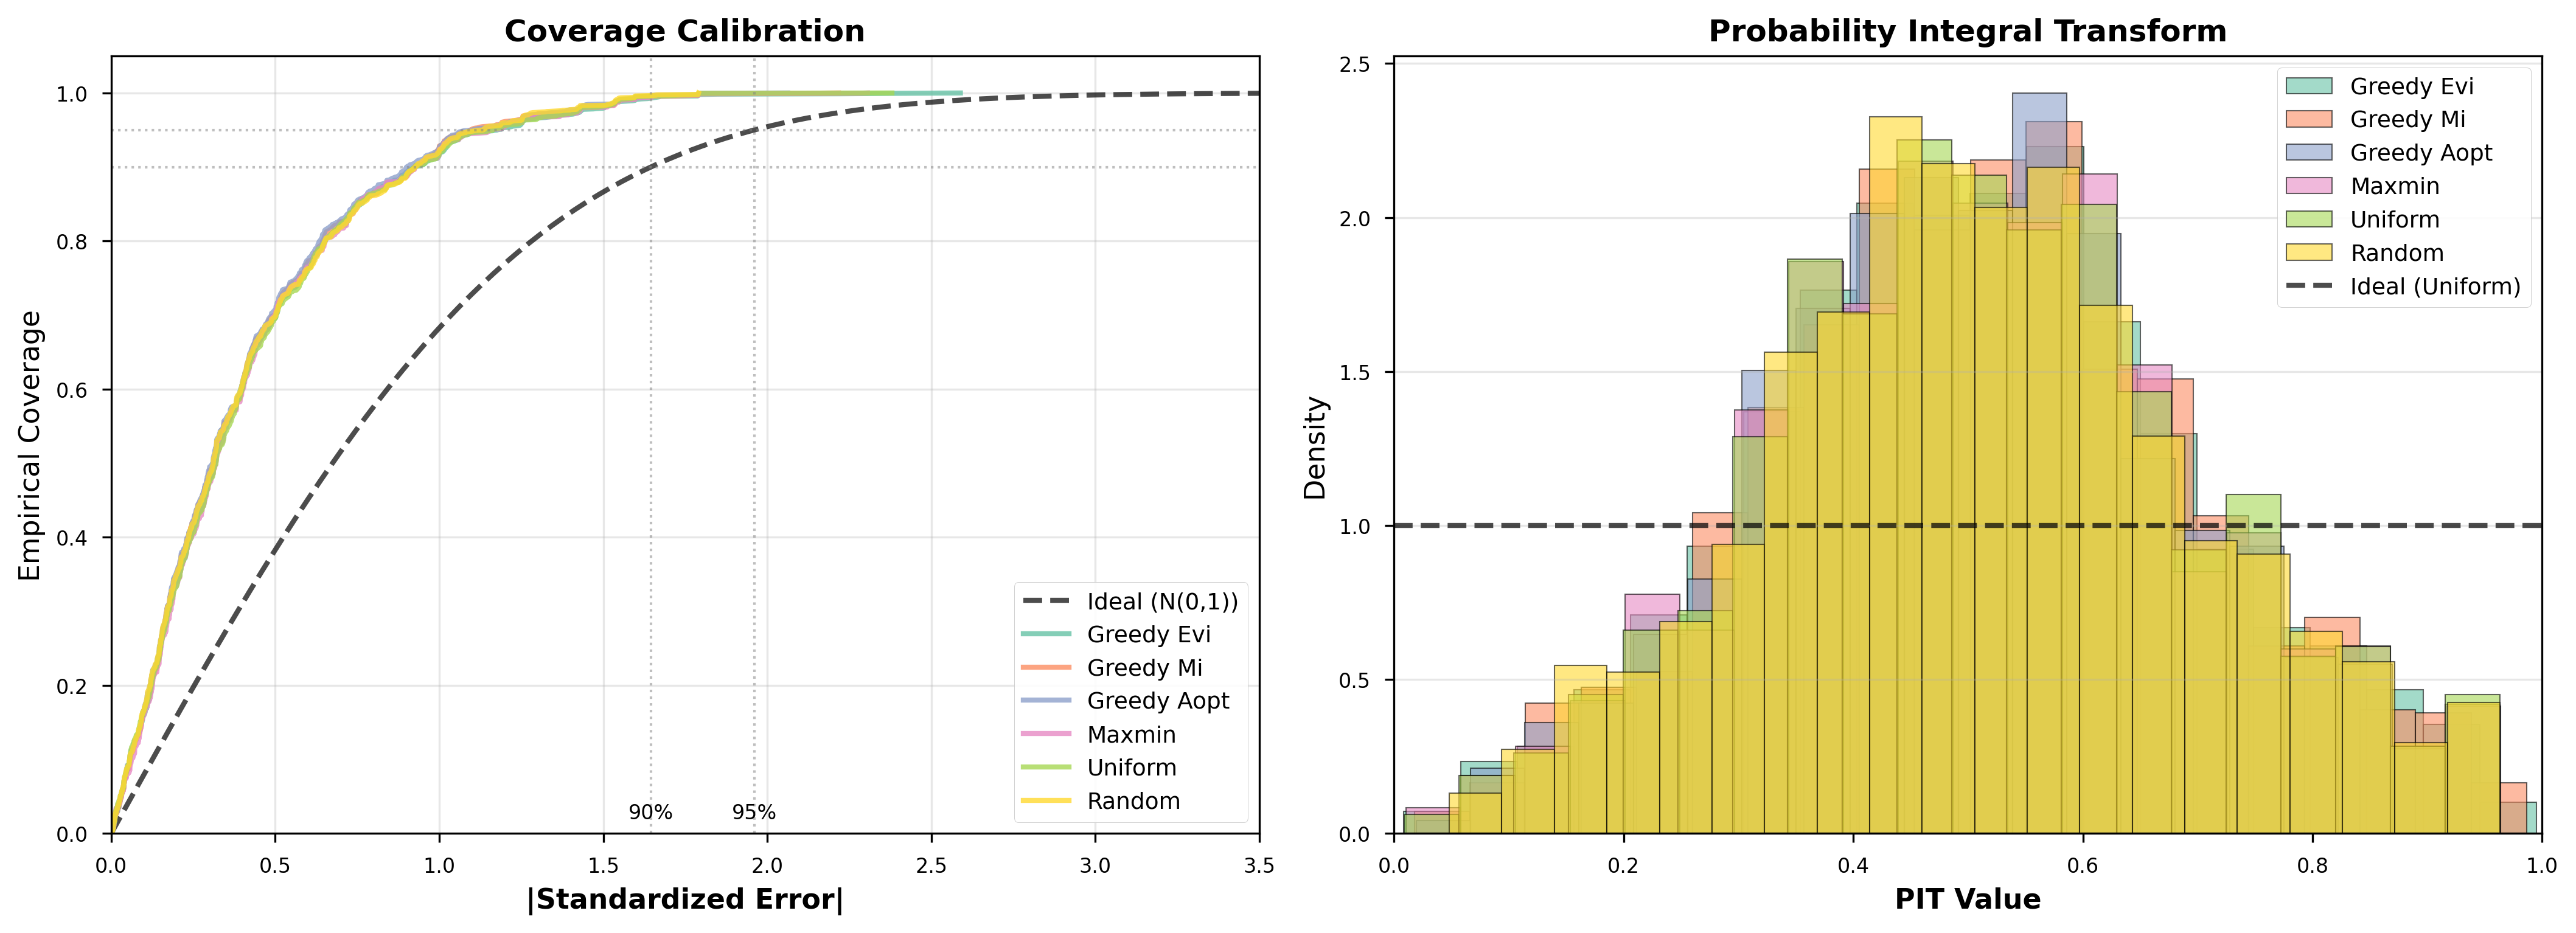 Coverage Calibration
Empirical Coverage
1.0
0.8
0.6
0.4
0.2
0.0
90%
95%
Ideal (N(0,1))
Greedy Evi
Greedy Mi
Greedy Aopt
Maxmin
Uniform
Random
0.0 0.5 1.0 1.5 2.0 2.5 3.0 3.5
|Standardized Error|
Probability Integral Transform
Density
2.5
2.0
1.5
1.0
0.5
0.0
Greedy Evi
Greedy Mi
Greedy Aopt
Maxmin
Uniform
Random
Ideal (Uniform)
0.0 0.2 0.4 0.6 0.8 1.0
PIT Value